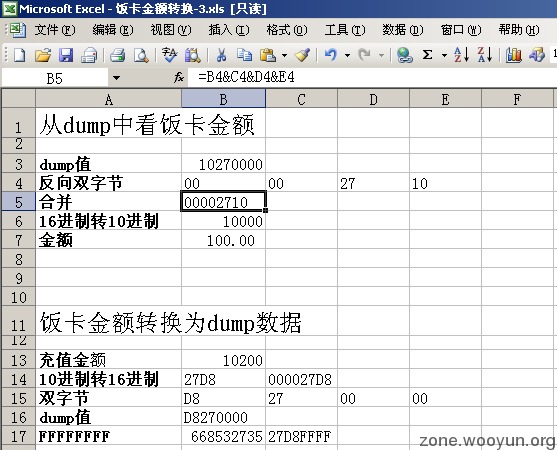 Microsoft Excel - 饭卡金额转换-3.xls [只读]
文件(F) 编辑(E) 视图(V) 插入(I) 格式(O) 工具(T) 数据(D) 窗口(W) 帮助(H)
B5 fx =B4&C4&D4&E4
A B C D E F
1 从dump中看饭卡金额
2
3 dump值 10270000
4 反向双字节 00 00 27 10
5 合并 00002710
6 16进制转10进制 10000
7 金额 100.00
8
9
10
11 饭卡金额转换为dump数据
12
13 充值金额 10200
14 10进制转16进制 27D8 000027D8
15 双字节 D8 27 00 00
16 dump值 D8270000
17 FFFFFFFF 668532735 27D8FFFF
zone.wooyun.org